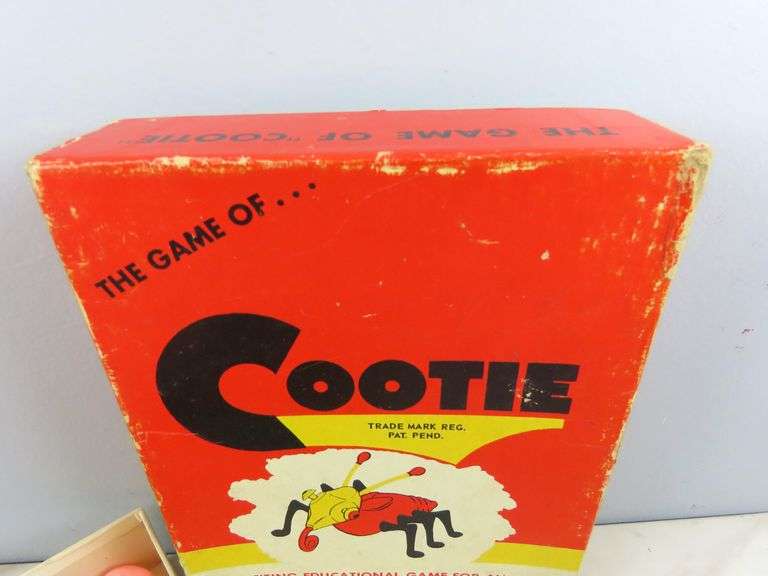 THE GAME OF "COOTIE"
THE GAME OF...
COOTIE
TRADE MARK REG.
PAT. PEND.
EDUCATIONAL GAME FOR